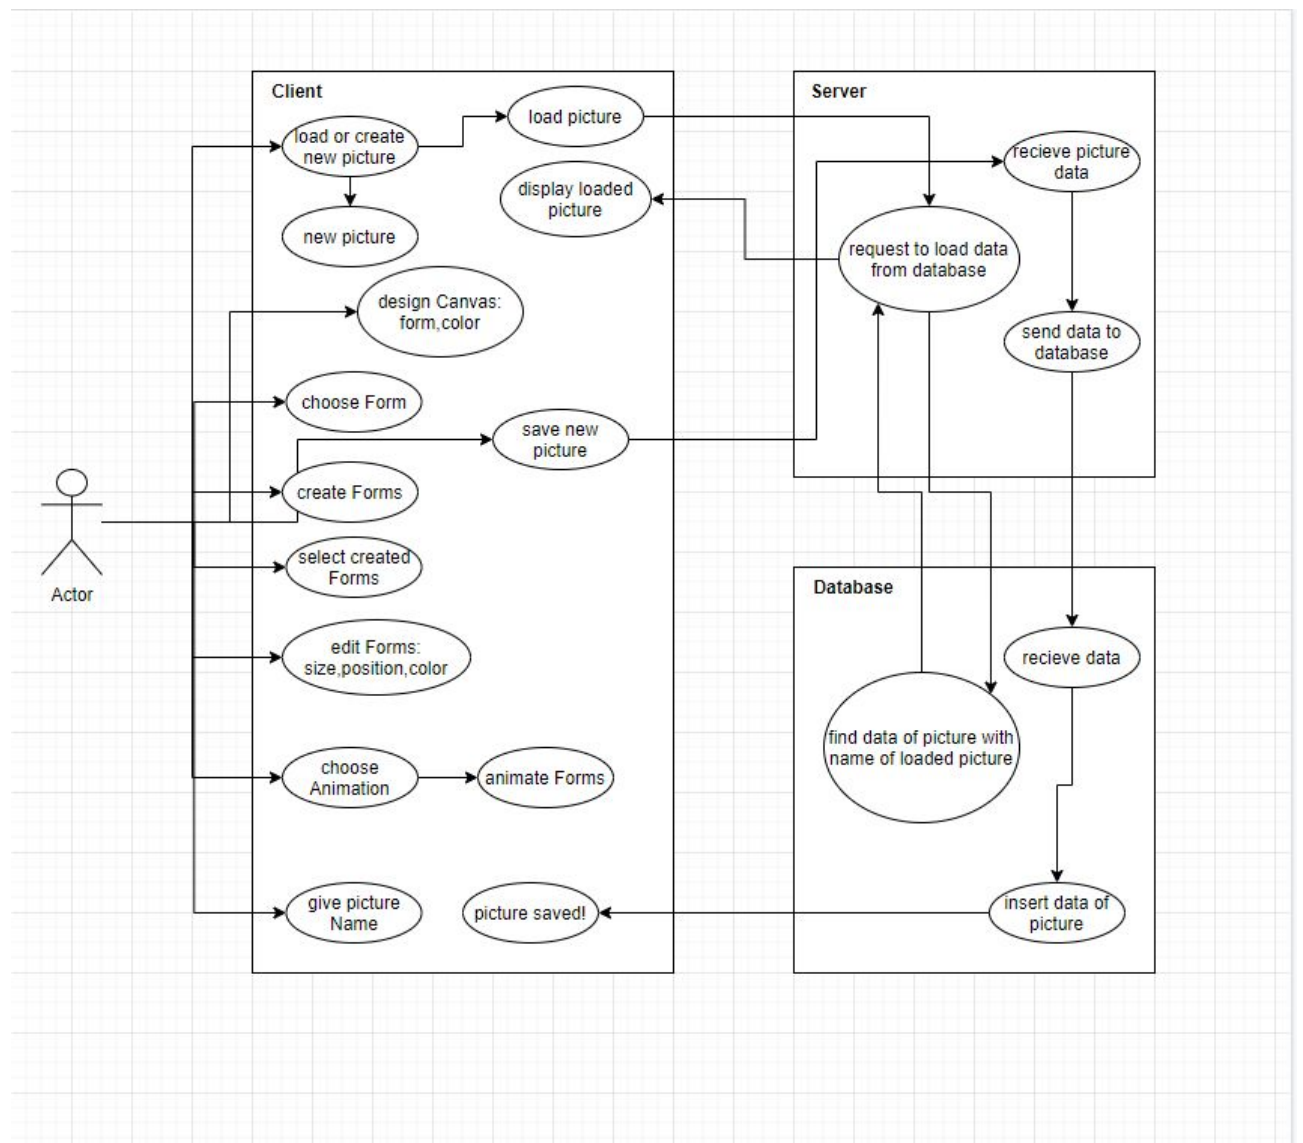 Client
load or create
new picture
load picture
display loaded
picture
new picture
design Canvas:
form,color
choose Form
save new
picture
create Forms
select created
Forms
edit Forms:
size,position,color
choose
Animation
animate Forms
give picture
Name
picture saved!
Actor
Server
recieve picture
data
request to load data
from database
send data to
database
Database
recieve data
find data of picture with
name of loaded picture
insert data of
picture